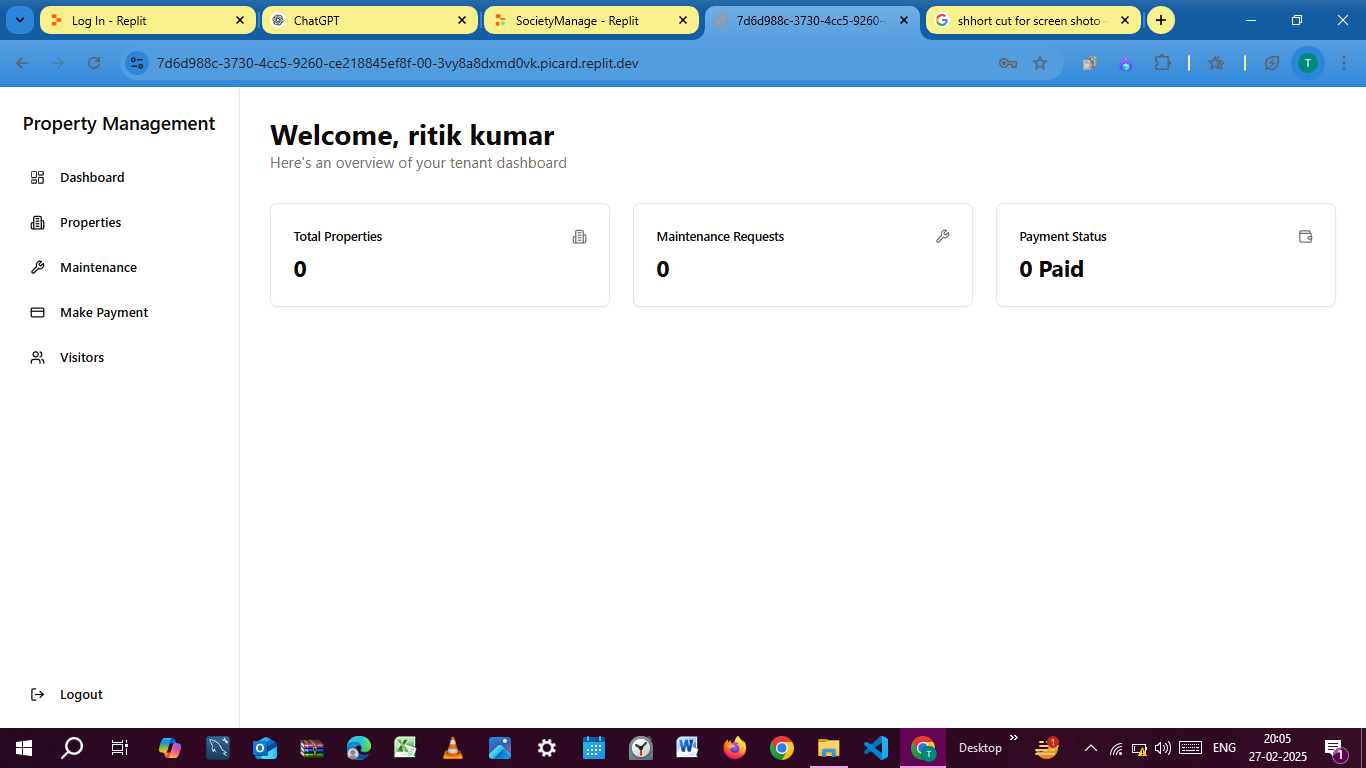 Log In - Replit
ChatGPT
SocietyManage - Replit
7d6d988c-3730-4cc5-9260-
shhort cut for screen shoto -
7d6d988c-3730-4cc5-9260-ce218845ef8f-00-3vy8a8dxmd0vk.picard.replit.dev
T
Property Management
Dashboard
Properties
Maintenance
Make Payment
Visitors
Logout
Welcome, ritik kumar
Here's an overview of your tenant dashboard
Total Properties
0
Maintenance Requests
0
Payment Status
0 Paid
Desktop
1
ENG
20:05
27-02-2025
1